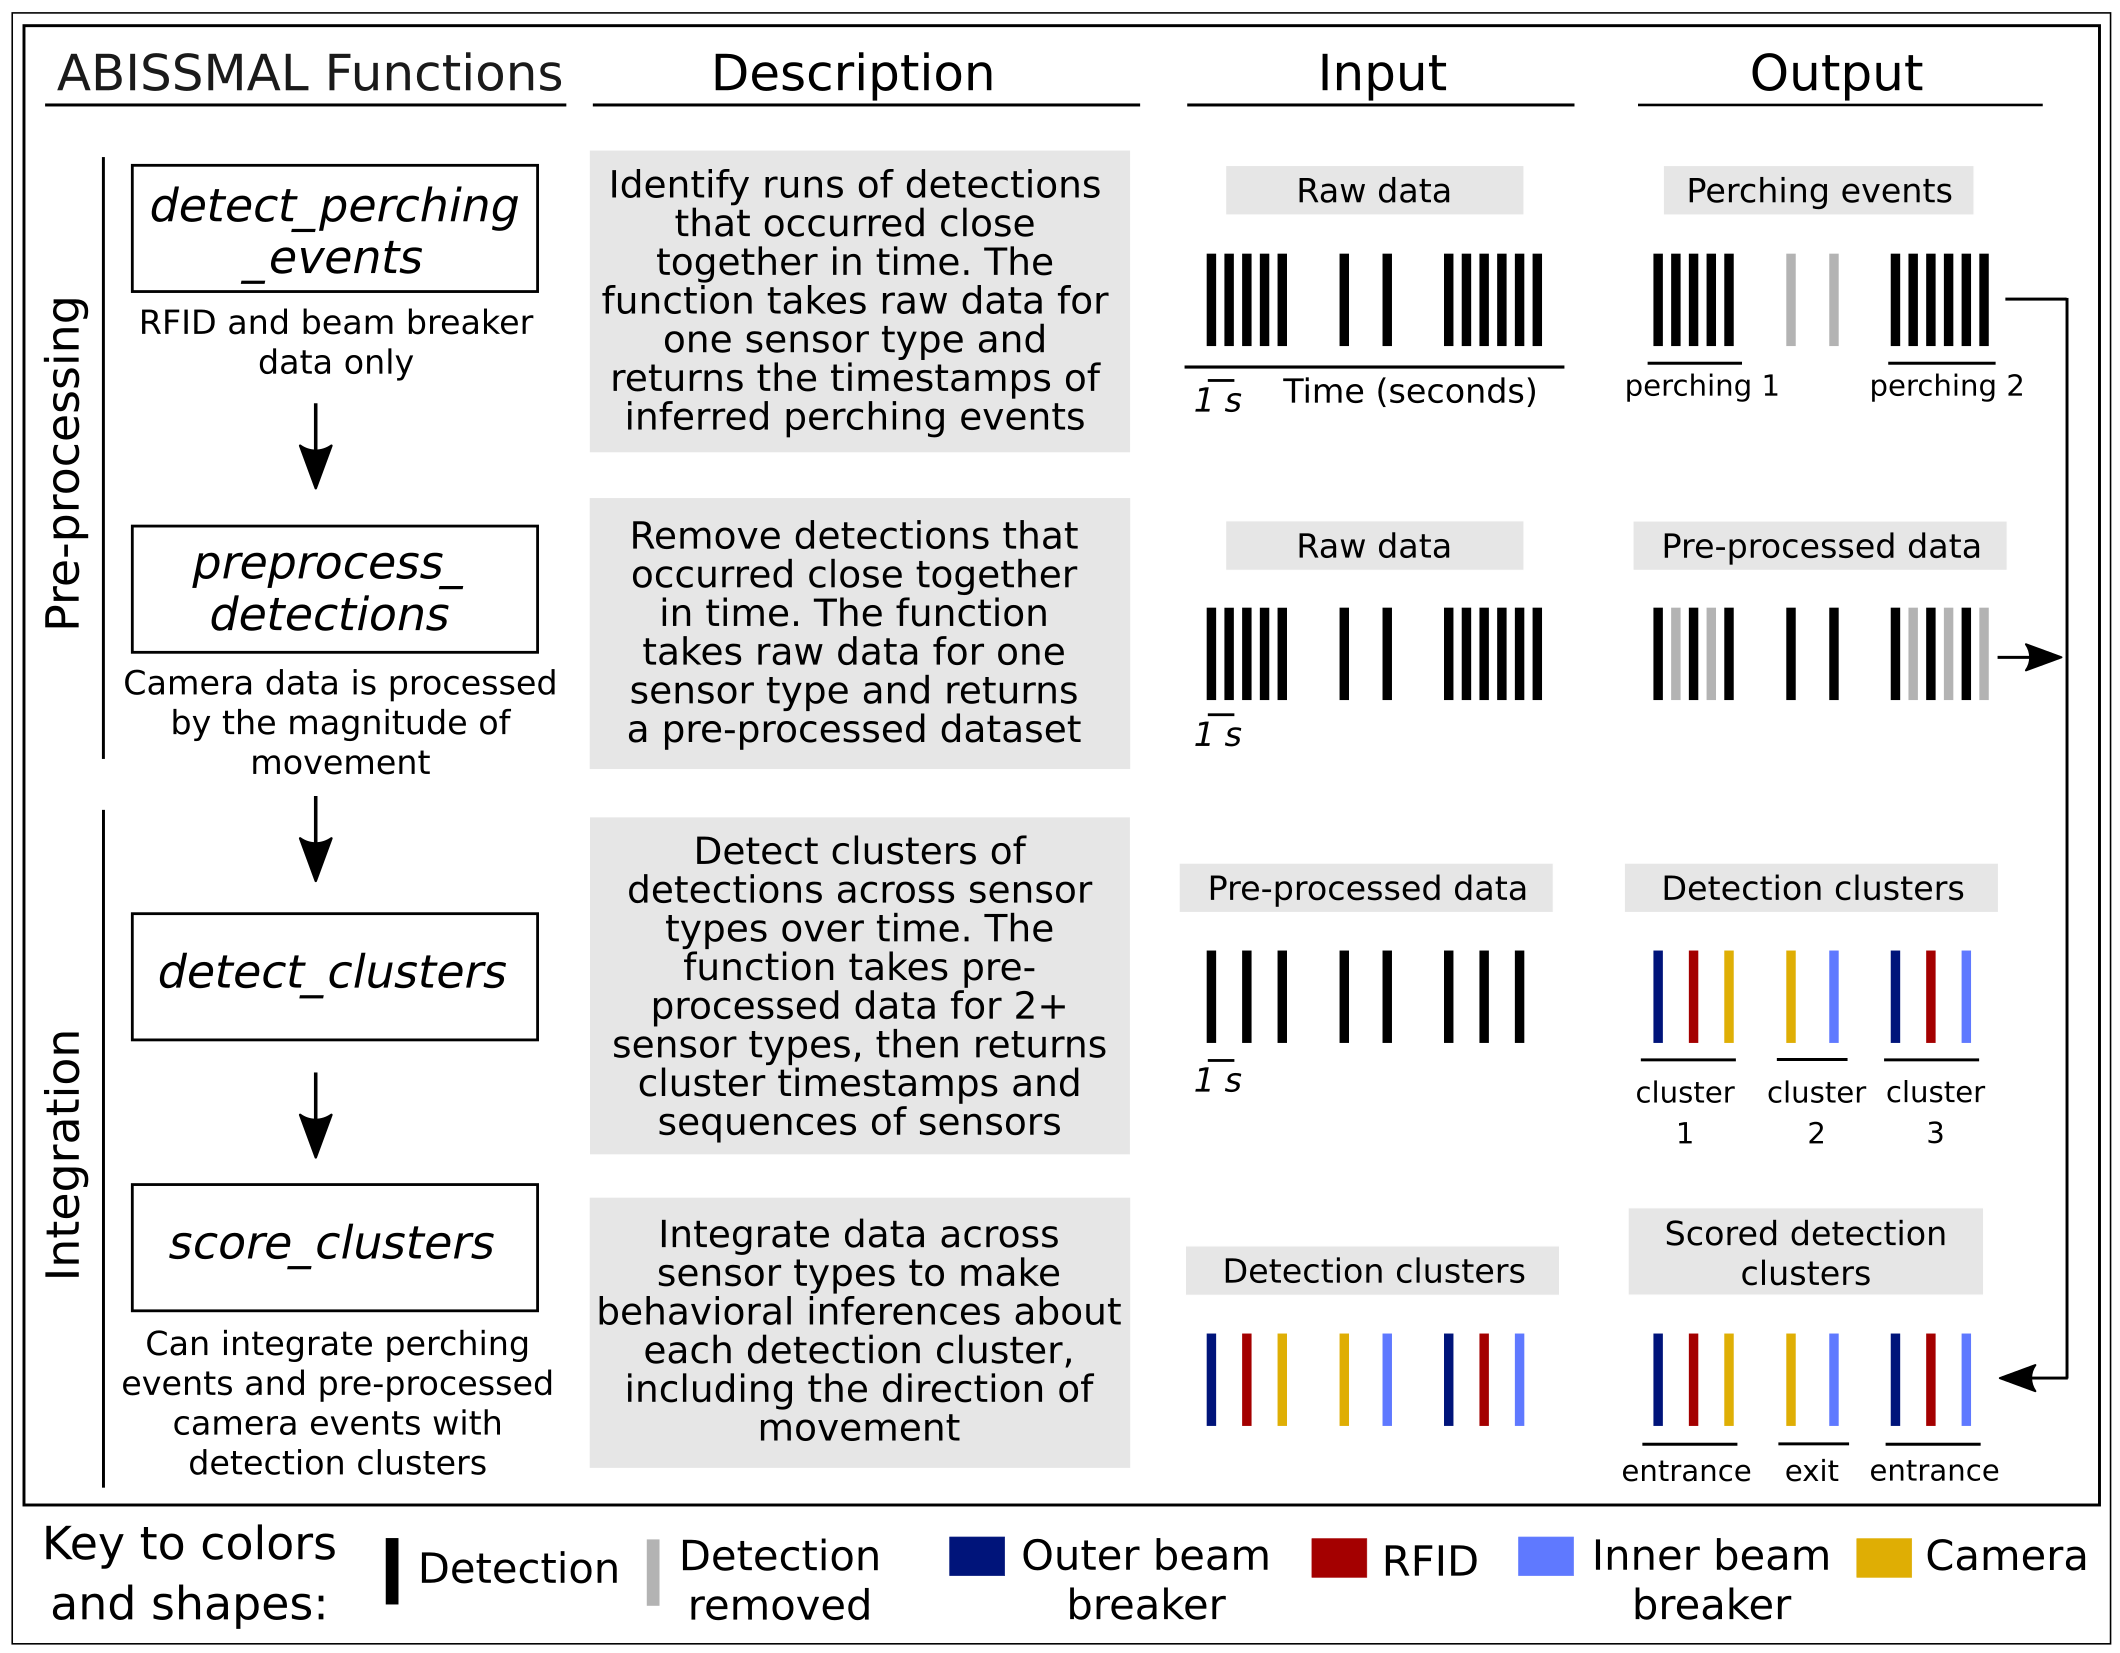 ABISSMAL Functions
Description
Input
Output
Pre-processing
detect_perching
_events
RFID and beam breaker
data only
Identify runs of detections
that occurred close
together in time. The
function takes raw data for
one sensor type and
returns the timestamps of
inferred perching events
Raw data
1 s
Time (seconds)
Perching events
perching 1
perching 2
preprocess_
detections
Camera data is processed
by the magnitude of
movement
Remove detections that
occurred close together
in time. The function
takes raw data for one
sensor type and returns
a pre-processed dataset
Raw data
1 s
Pre-processed data
Integration
detect_clusters
Detect clusters of
detections across sensor
types over time. The
function takes pre-
processed data for 2+
sensor types, then returns
cluster timestamps and
sequences of sensors
Pre-processed data
1 s
Detection clusters
cluster
1
cluster
2
cluster
3
score_clusters
Can integrate perching
events and pre-processed
camera events with
detection clusters
Integrate data across
sensor types to make
behavioral inferences about
each detection cluster,
including the direction of
movement
Detection clusters
Scored detection
clusters
entrance
exit
entrance
Key to colors
and shapes:
Detection
Detection
removed
Outer beam
breaker
RFID
Inner beam
breaker
Camera